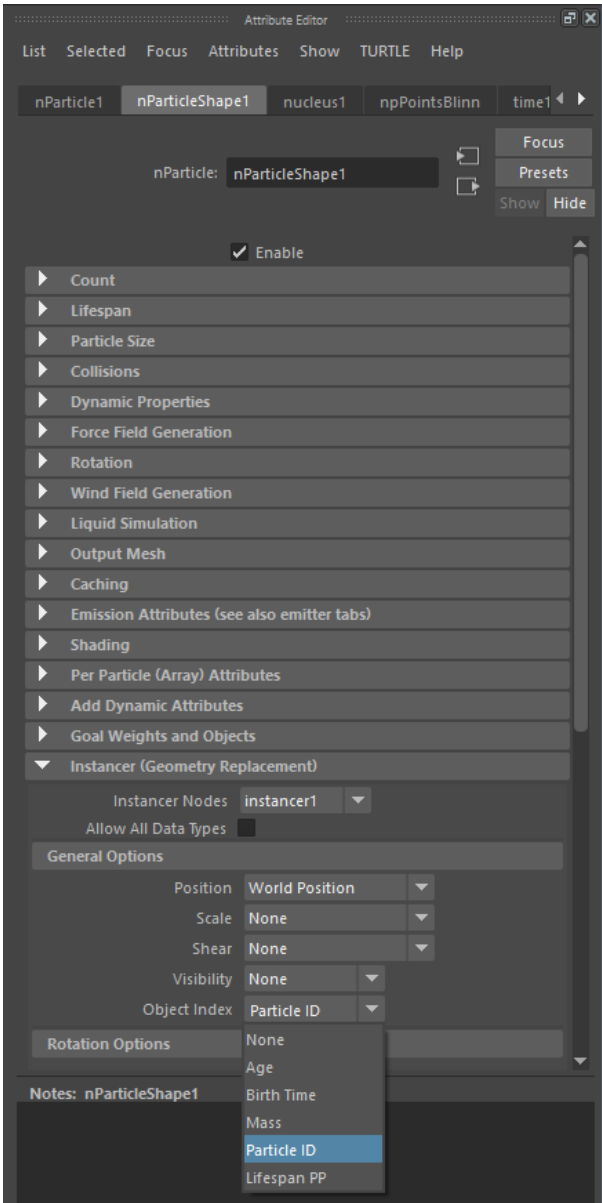 Attribute Editor
List Selected Focus Attributes Show TURTLE Help
nParticle1 nParticleShape1 nucleus1 npPointsBlinn time1
Focus
nParticle: nParticleShape1 Presets
Show Hide
Enable
Count
Lifespan
Particle Size
Collisions
Dynamic Properties
Force Field Generation
Rotation
Wind Field Generation
Liquid Simulation
Output Mesh
Caching
Emission Attributes (see also emitter tabs)
Shading
Per Particle (Array) Attributes
Add Dynamic Attributes
Goal Weights and Objects
Instancer (Geometry Replacement)
Instancer Nodes instancer1
Allow All Data Types
General Options
Position World Position
Scale None
Shear None
Visibility None
Object Index Particle ID
Rotation Options
None
Age
Notes: nParticleShape1
Birth Time
Mass
Particle ID
Lifespan PP